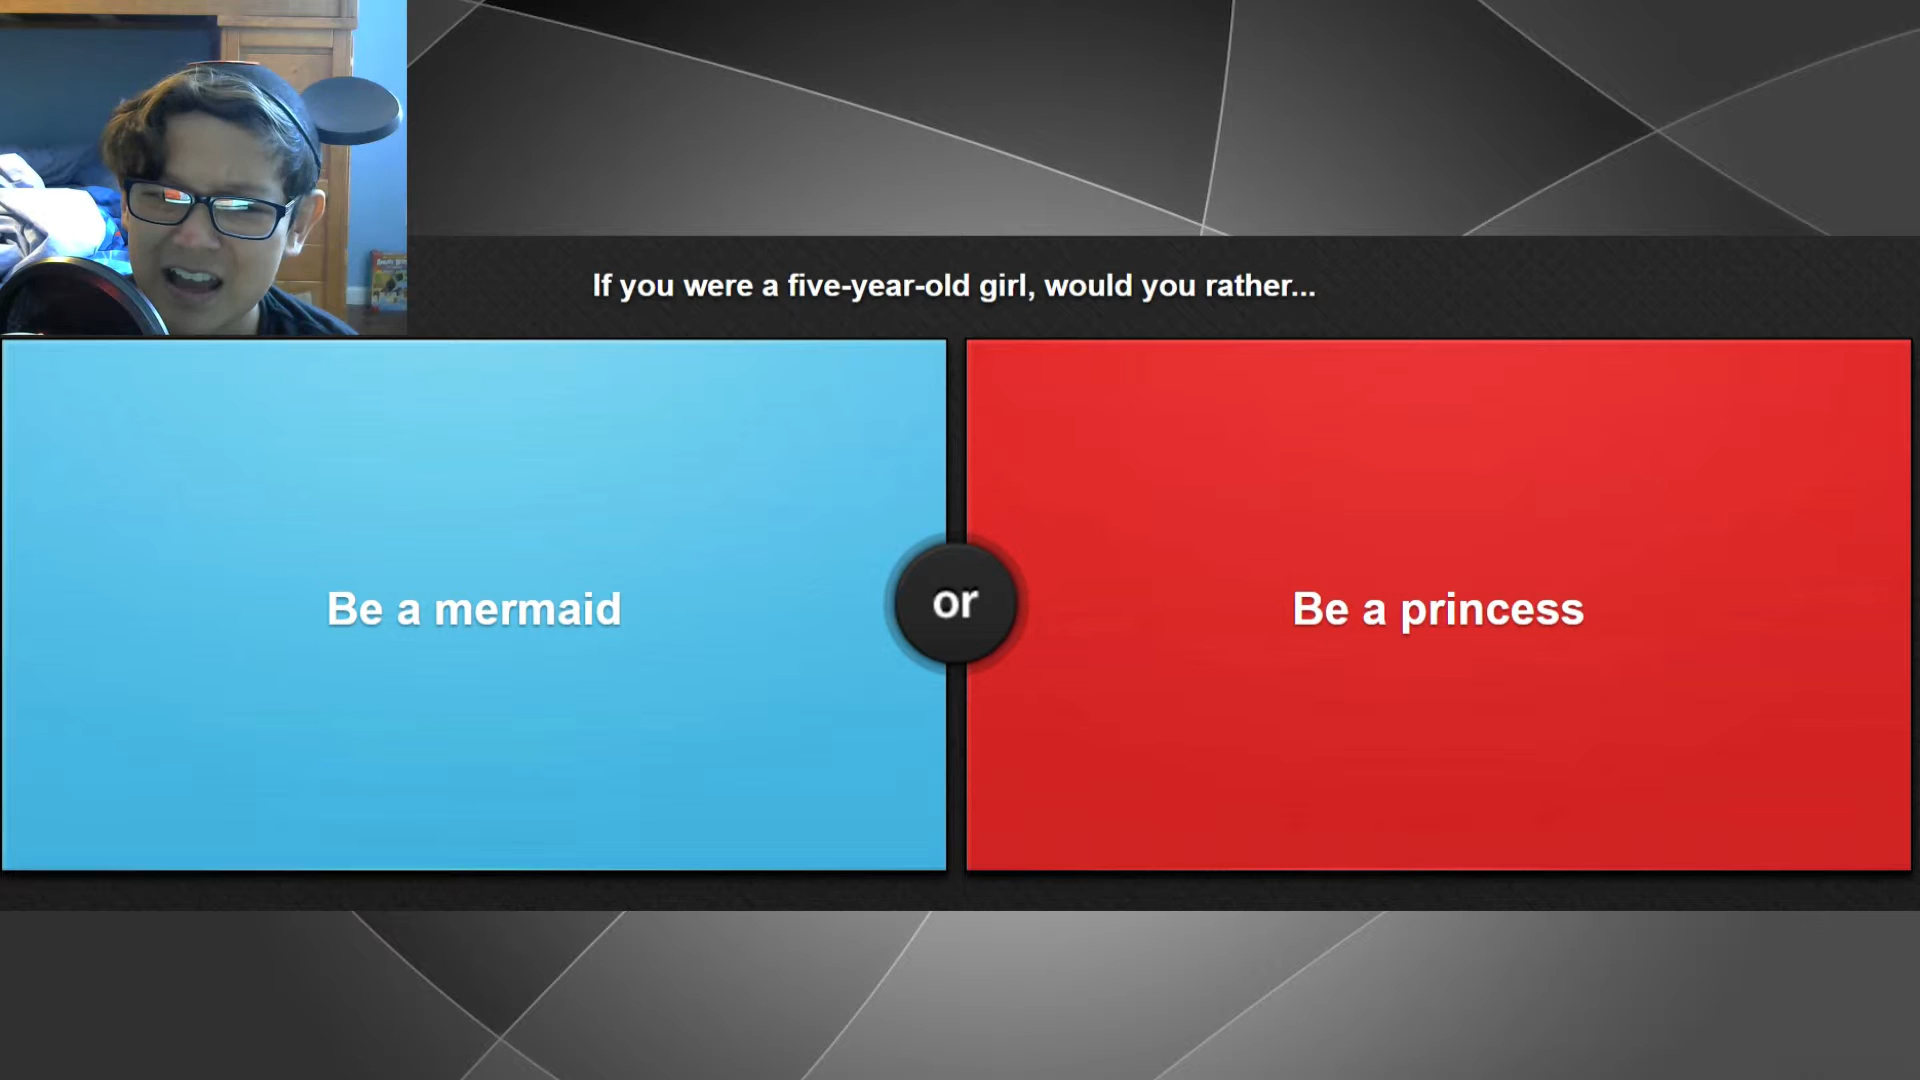 If you were a five-year-old girl, would you rather...
Be a mermaid
or
Be a princess